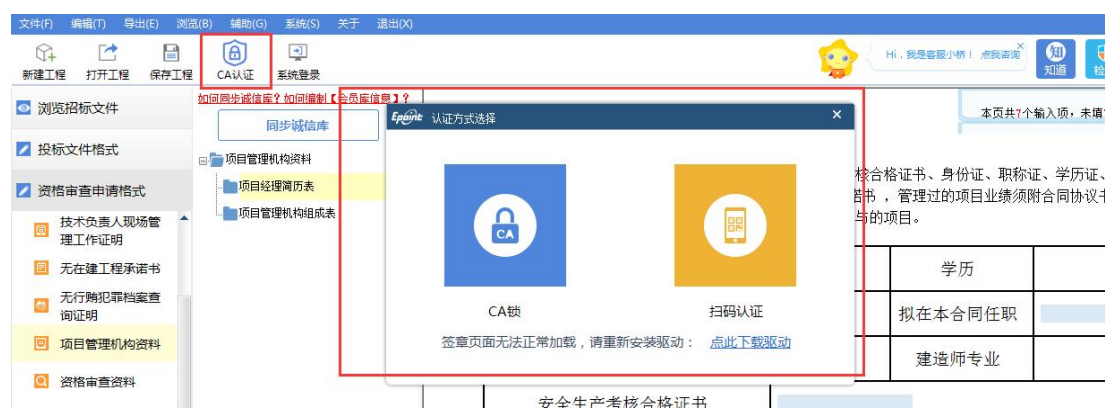 文件(F) 编辑(T) 导出(E) 浏览(B) 辅助(G) 系统(S) 关于 退出(X)
新建工程 打开工程 保存工程 CA认证 系统登录
Hi，我是客服小桥！ 点我咨询
知
知道
检
浏览招标文件
投标文件格式
资格审查申请格式
技术负责人现场管
理工作证明
无在建工程承诺书
无行贿犯罪档案查
询证明
项目管理机构资料
资格审查资料
如何同步诚信库? 如何编制【会员库信息】?
同步诚信库
项目管理机构资料
项目经理简历表
项目管理机构组成表
Epoint 认证方式选择
CA
CA锁
扫码认证
签章页面无法正常加载，请重新安装驱动： 点此下载驱动
本页共7个输入项，未填
核合格证书、身份证、职称证、学历证、
诺书 ，管理过的项目业绩须附合同协议书
与的项目。
学历
拟在本合同任职
建造师专业
安全生产考核合格证书